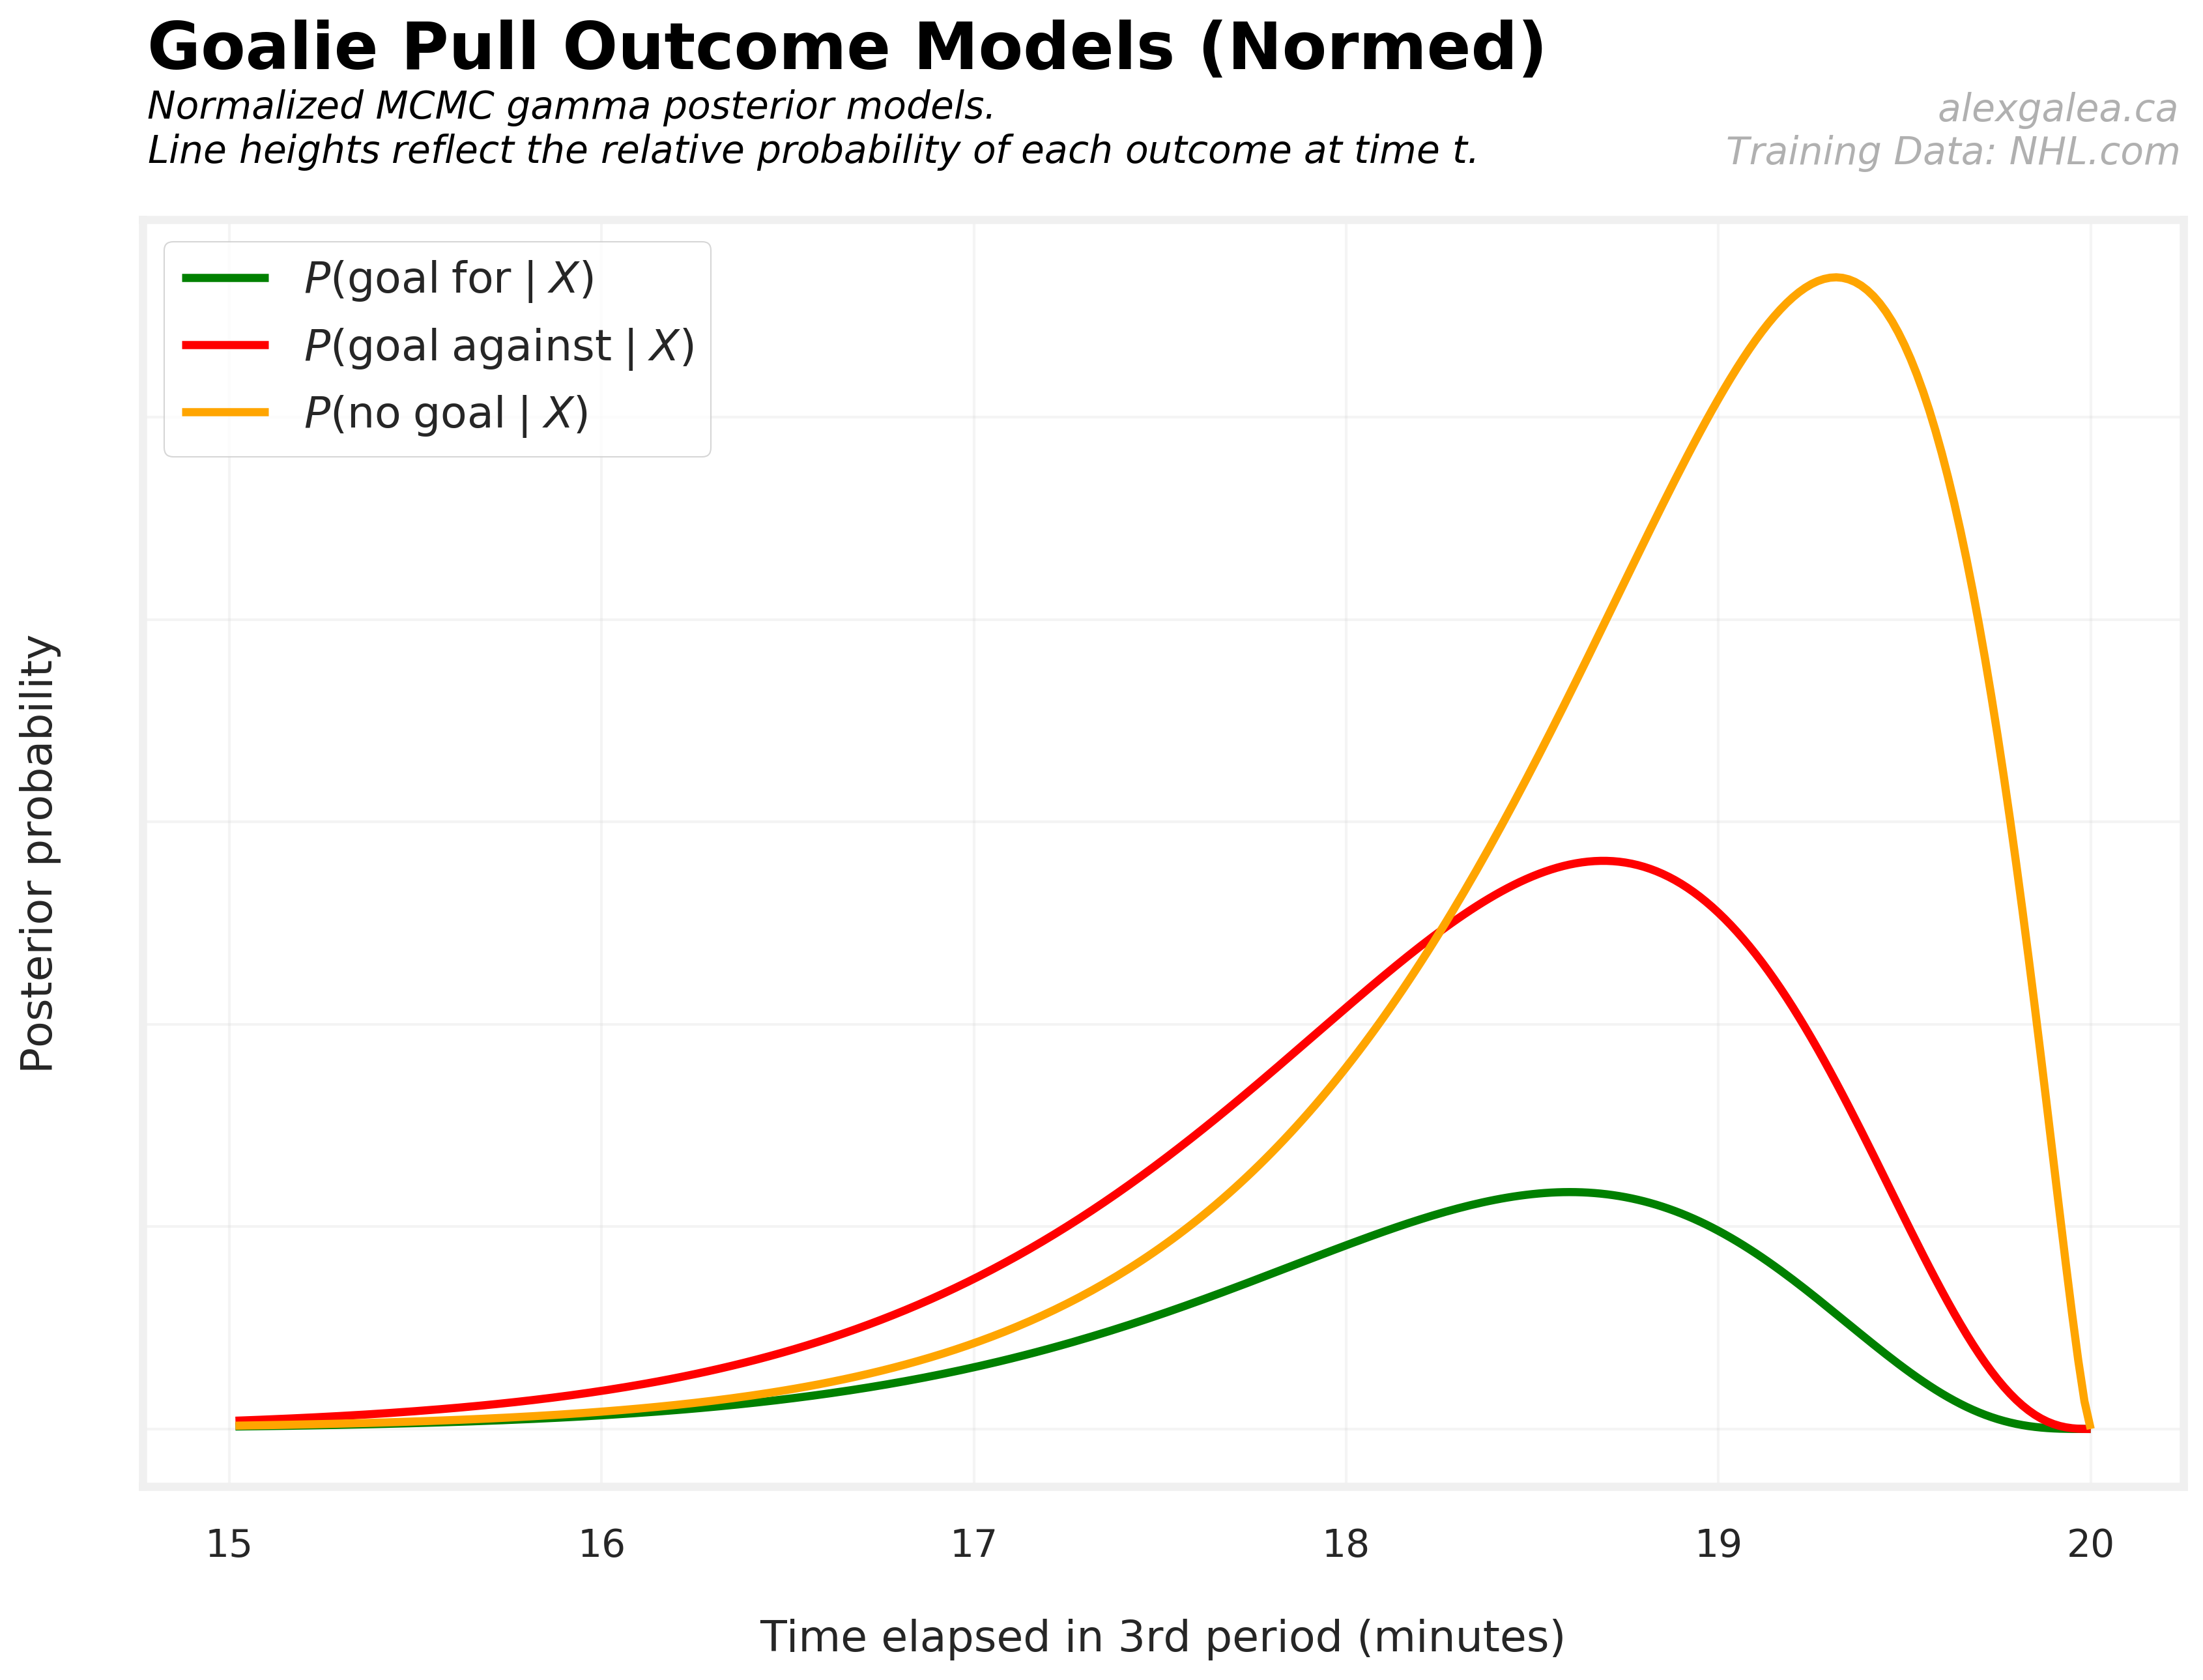 Goalie Pull Outcome Models (Normed)
Normalized MCMC gamma posterior models.
Line heights reflect the relative probability of each outcome at time t.
alexgalea.ca
Training Data: NHL.com
P(goal for | X)
P(goal against | X)
P(no goal | X)
Posterior probability
15 16 17 18 19 20
Time elapsed in 3rd period (minutes)